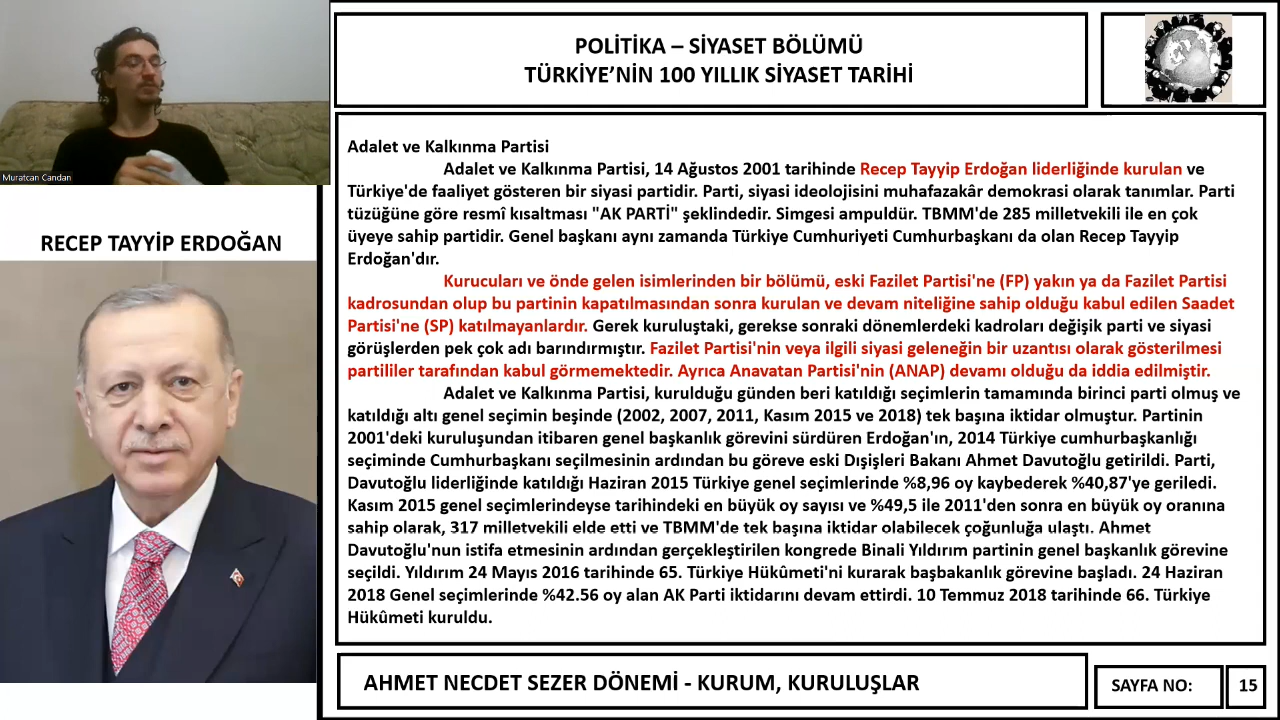 Muratcan Candan
RECEP TAYYİP ERDOĞAN
POLİTİKA – SİYASET BÖLÜMÜ
TÜRKİYE’NİN 100 YILLIK SİYASET TARİHİ
Adalet ve Kalkınma Partisi
Adalet ve Kalkınma Partisi, 14 Ağustos 2001 tarihinde Recep Tayyip Erdoğan liderliğinde kurulan ve
Türkiye'de faaliyet gösteren bir siyasi partidir. Parti, siyasi ideolojisini muhafazakâr demokrasi olarak tanımlar. Parti
tüzüğüne göre resmî kısaltması "AK PARTİ" şeklindedir. Simgesi ampuldür. TBMM'de 285 milletvekili ile en çok
üyeye sahip partidir. Genel başkanı aynı zamanda Türkiye Cumhuriyeti Cumhurbaşkanı da olan Recep Tayyip
Erdoğan'dır.
Kurucuları ve önde gelen isimlerinden bir bölümü, eski Fazilet Partisi'ne (FP) yakın ya da Fazilet Partisi
kadrosundan olup bu partinin kapatılmasından sonra kurulan ve devam niteliğine sahip olduğu kabul edilen Saadet
Partisi'ne (SP) katılmayanlardır. Gerek kuruluştaki, gerekse sonraki dönemlerdeki kadroları değişik parti ve siyasi
görüşlerden pek çok adı barındırmıştır. Fazilet Partisi'nin veya ilgili siyasi geleneğin bir uzantısı olarak gösterilmesi
partililer tarafından kabul görmemektedir. Ayrıca Anavatan Partisi'nin (ANAP) devamı olduğu da iddia edilmiştir.
Adalet ve Kalkınma Partisi, kurulduğu günden beri katıldığı seçimlerin tamamında birinci parti olmuş ve
katıldığı altı genel seçimin beşinde (2002, 2007, 2011, Kasım 2015 ve 2018) tek başına iktidar olmuştur. Partinin
2001'deki kuruluşundan itibaren genel başkanlık görevini sürdüren Erdoğan'ın, 2014 Türkiye cumhurbaşkanlığı
seçiminde Cumhurbaşkanı seçilmesinin ardından bu göreve eski Dışişleri Bakanı Ahmet Davutoğlu getirildi. Parti,
Davutoğlu liderliğinde katıldığı Haziran 2015 Türkiye genel seçimlerinde %8,96 oy kaybederek %40,87'ye geriledi.
Kasım 2015 genel seçimlerindeyse tarihindeki en büyük oy sayısı ve %49,5 ile 2011'den sonra en büyük oy oranına
sahip olarak, 317 milletvekili elde etti ve TBMM'de tek başına iktidar olabilecek çoğunluğa ulaştı. Ahmet
Davutoğlu'nun istifa etmesinin ardından gerçekleştirilen kongrede Binali Yıldırım partinin genel başkanlık görevine
seçildi. Yıldırım 24 Mayıs 2016 tarihinde 65. Türkiye Hükûmeti'ni kurarak başbakanlık görevine başladı. 24 Haziran
2018 Genel seçimlerinde %42.56 oy alan AK Parti iktidarını devam ettirdi. 10 Temmuz 2018 tarihinde 66. Türkiye
Hükûmeti kuruldu.
AHMET NECDET SEZER DÖNEMİ - KURUM, KURULUŞLAR
SAYFA NO:
15